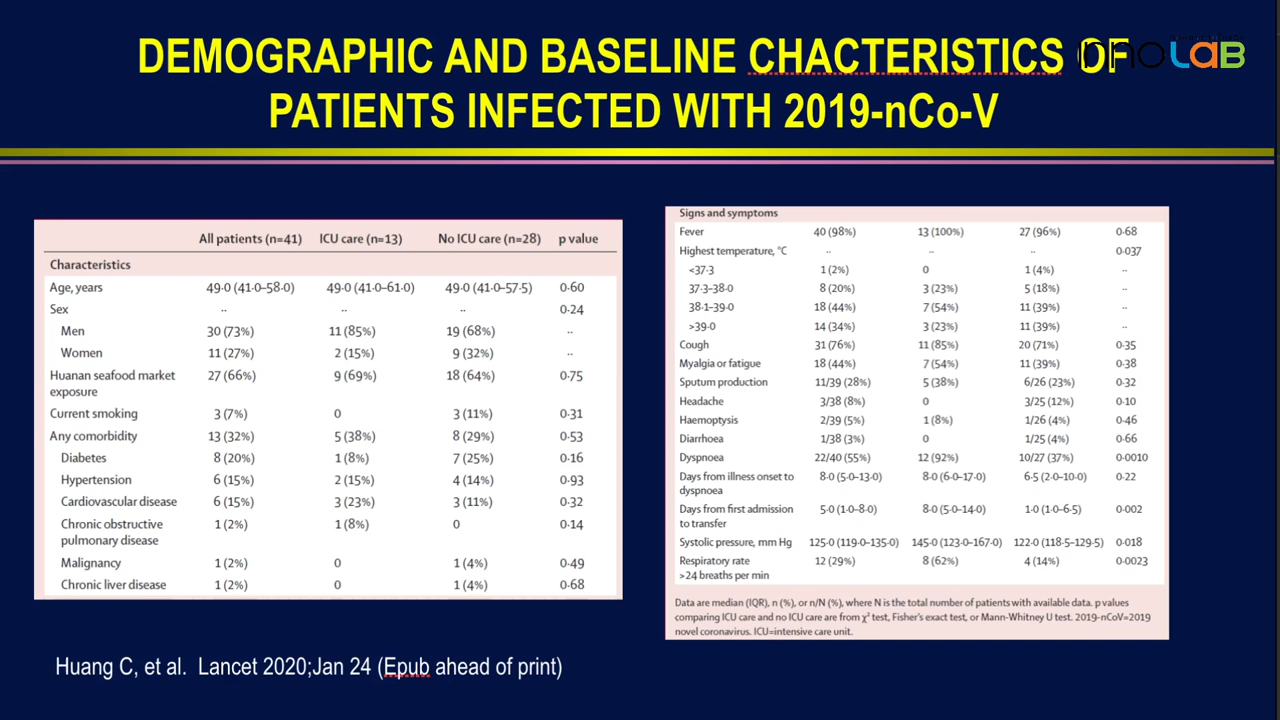 DEMOGRAPHIC AND BASELINE CHACTERISTICS OF
PATIENTS INFECTED WITH 2019-nCo-V
innoLAB
All patients (n=41) ICU care (n=13) No ICU care (n=28) p value
Characteristics
Age, years 49·0 (41·0–58·0) 49·0 (41·0–61·0) 49·0 (41·0–57·5) 0·60
Sex ·· ·· ·· 0·24
Men 30 (73%) 11 (85%) 19 (68%) ··
Women 11 (27%) 2 (15%) 9 (32%) ··
Huanan seafood market 27 (66%) 9 (69%) 18 (64%) 0·75
exposure
Current smoking 3 (7%) 0 3 (11%) 0·31
Any comorbidity 13 (32%) 5 (38%) 8 (29%) 0·53
Diabetes 8 (20%) 1 (8%) 7 (25%) 0·16
Hypertension 6 (15%) 2 (15%) 4 (14%) 0·93
Cardiovascular disease 6 (15%) 3 (23%) 3 (11%) 0·32
Chronic obstructive 1 (2%) 1 (8%) 0 0·14
pulmonary disease
Malignancy 1 (2%) 0 1 (4%) 0·49
Chronic liver disease 1 (2%) 0 1 (4%) 0·68
Signs and symptoms
Fever 40 (98%) 13 (100%) 27 (96%) 0·68
Highest temperature, °C ·· ·· ·· 0·037
<37·3 1 (2%) 0 1 (4%) ··
37·3–38·0 8 (20%) 3 (23%) 5 (18%) ··
38·1–39·0 18 (44%) 7 (54%) 11 (39%) ··
>39·0 14 (34%) 3 (23%) 11 (39%) ··
Cough 31 (76%) 11 (85%) 20 (71%) 0·35
Myalgia or fatigue 18 (44%) 7 (54%) 11 (39%) 0·38
Sputum production 11/39 (28%) 5 (38%) 6/26 (23%) 0·32
Headache 3/38 (8%) 0 3/25 (12%) 0·10
Haemoptysis 2/39 (5%) 1 (8%) 1/26 (4%) 0·46
Diarrhoea 1/38 (3%) 0 1/25 (4%) 0·66
Dyspnoea 22/40 (55%) 12 (92%) 10/27 (37%) 0·0010
Days from illness onset to 8·0 (5·0–13·0) 8·0 (6·0–17·0) 6·5 (2·0–10·0) 0·22
dyspnoea
Days from first admission 5·0 (1·0–8·0) 8·0 (5·0–14·0) 1·0 (1·0–6·5) 0·002
to transfer
Systolic pressure, mm Hg 125·0 (119·0–135·0) 145·0 (123·0–167·0) 122·0 (118·5–129·5) 0·018
Respiratory rate 12 (29%) 8 (62%) 4 (14%) 0·0023
>24 breaths per min
Data are median (IQR), n (%), or n/N (%), where N is the total number of patients with available data. p values
comparing ICU care and no ICU care are from χ² test, Fisher's exact test, or Mann-Whitney U test. 2019-nCoV=2019
novel coronavirus. ICU=intensive care unit.
Huang C, et al. Lancet 2020;Jan 24 (Epub ahead of print)